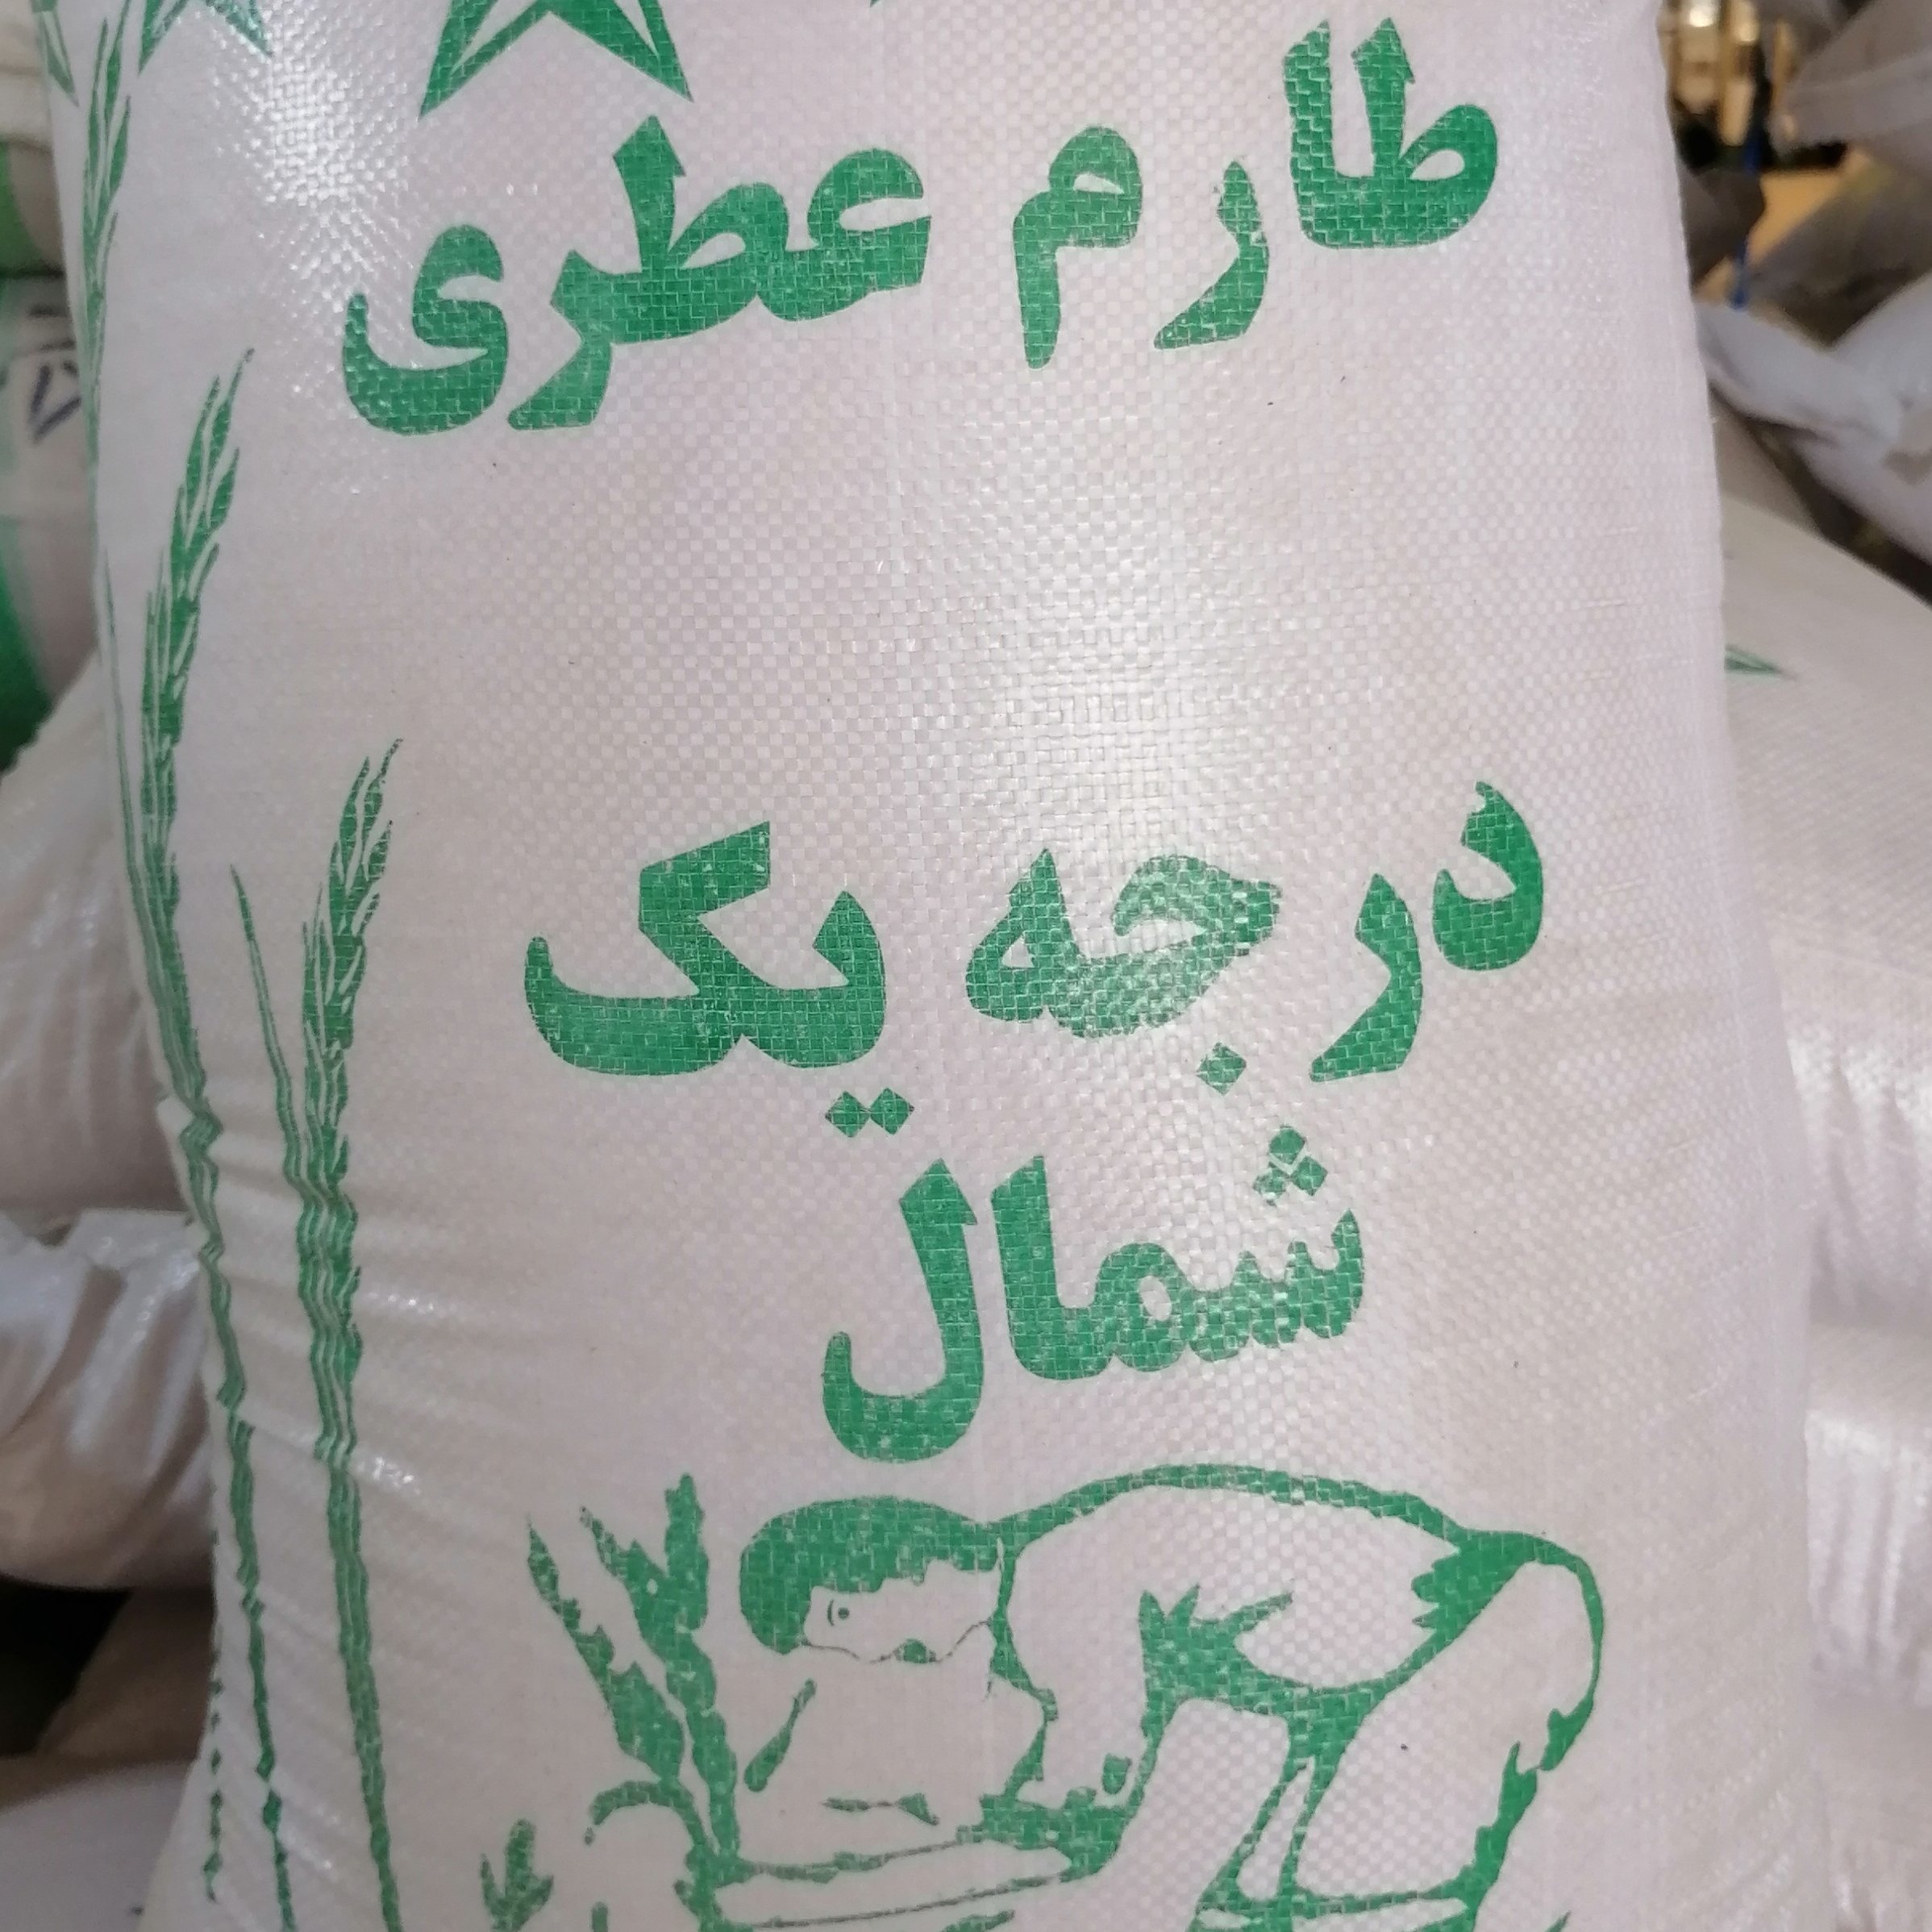 طارم عطری
درجه یک
شمال